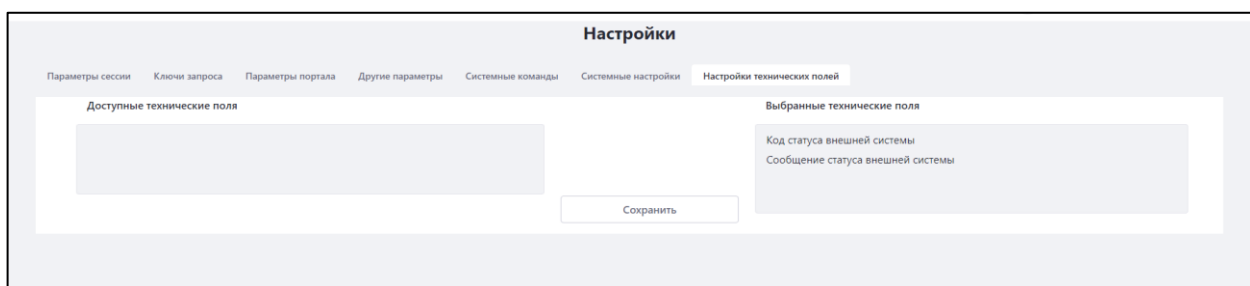 Настройки
Параметры сессии Ключи запроса Параметры портала Другие параметры Системные команды Системные настройки Настройки технических полей
Доступные технические поля
Выбранные технические поля
Код статуса внешней системы
Сообщение статуса внешней системы
Сохранить